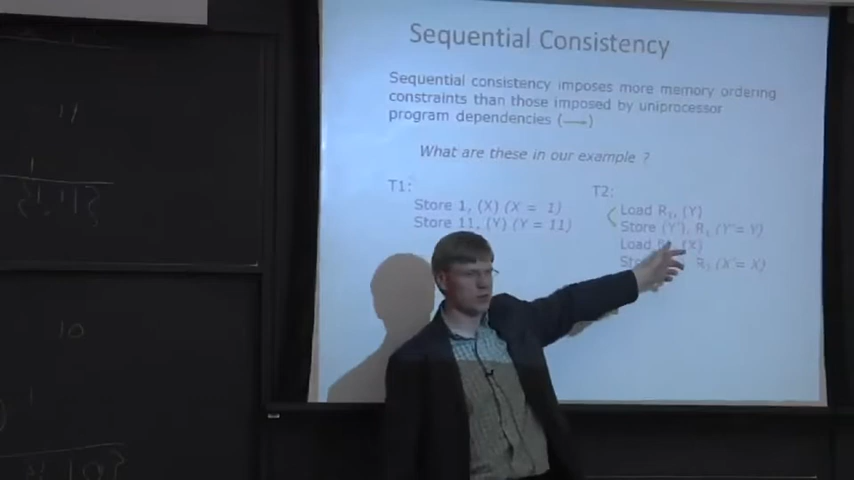 Sequential Consistency
Sequential consistency imposes more memory ordering
constraints than those imposed by uniprocessor
program dependencies (⟶)
What are these in our example ?
T1:
Store 1, (X) (X = 1)
Store 11, (Y) (Y = 11)
T2:
Load R₁, (Y)
Store (Y'), R₁ (Y'= Y)
Load (X)
R₂ (X'= X)
10